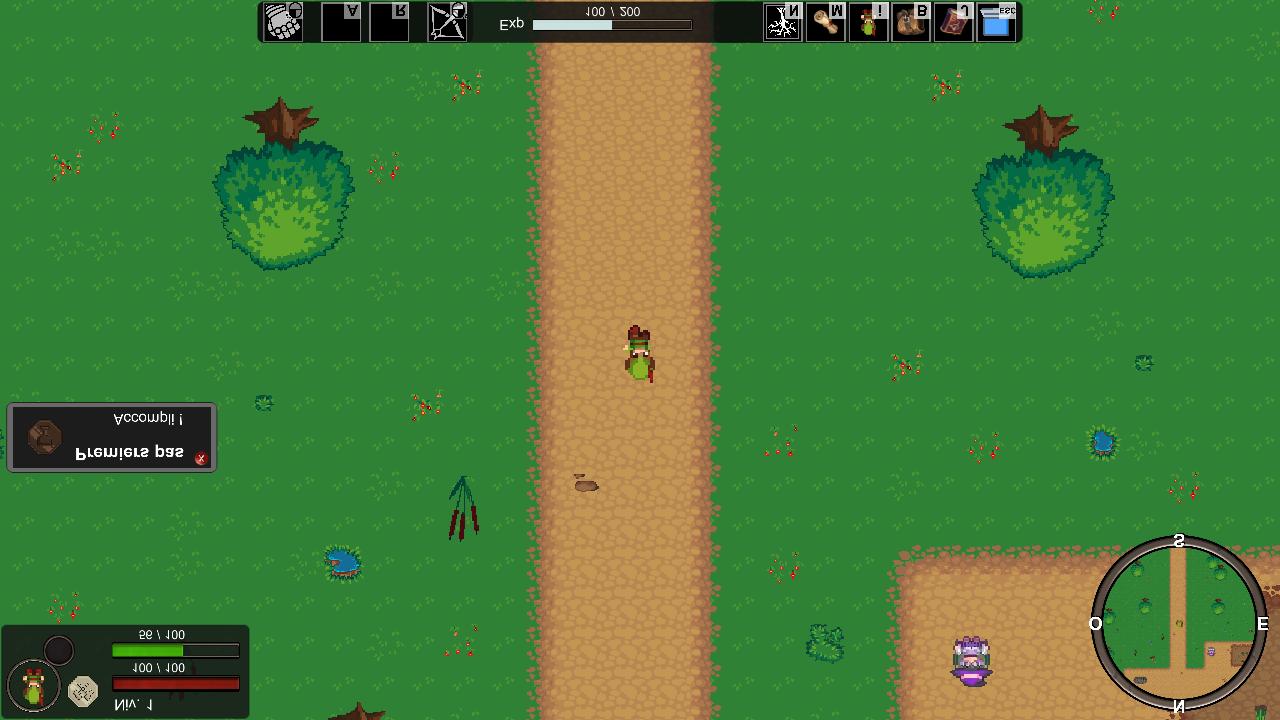 Niv. 1
100 / 100
56 / 100
N
O E
S
Premiers pas
X
Accompli !
Exp 100 / 200
A
R
N
M
I
B
J
ESC